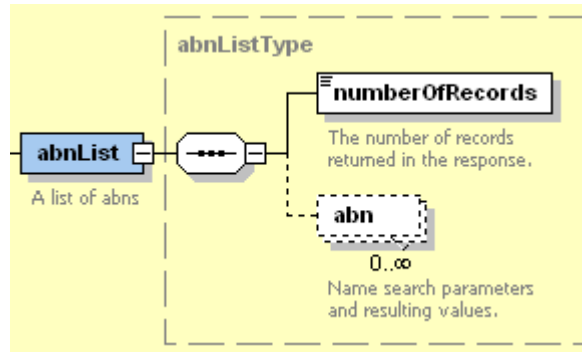 abnListType
numberOfRecords
The number of records
returned in the response.
abnList
A list of abns
abn
0..∞
Name search parameters
and resulting values.